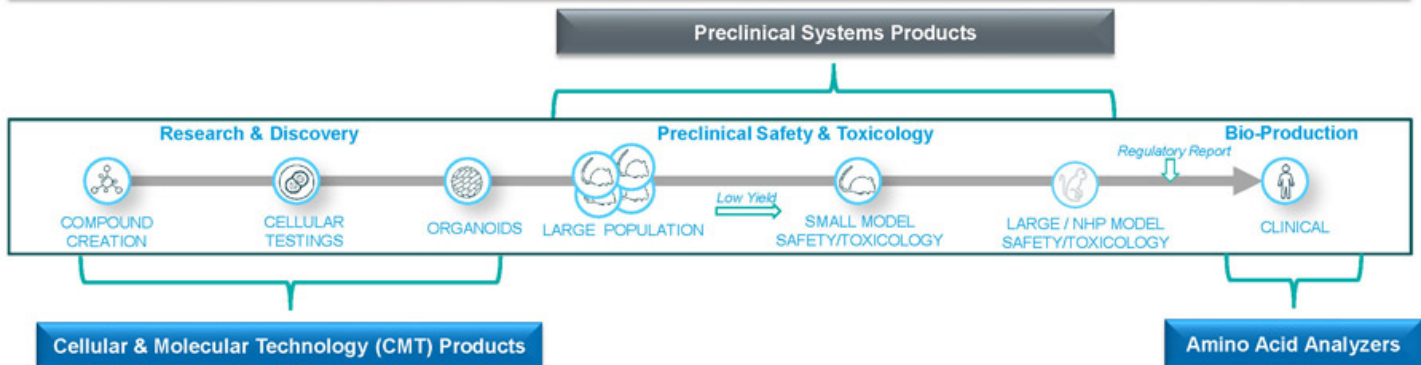 Preclinical Systems Products
Research & Discovery
Preclinical Safety & Toxicology
Bio-Production
Regulatory Report
Low Yield
COMPOUND
CREATION
CELLULAR
TESTINGS
ORGANOIDS
LARGE POPULATION
SMALL MODEL
SAFETY/TOXICOLOGY
LARGE / NHP MODEL
SAFETY/TOXICOLOGY
CLINICAL
Cellular & Molecular Technology (CMT) Products
Amino Acid Analyzers